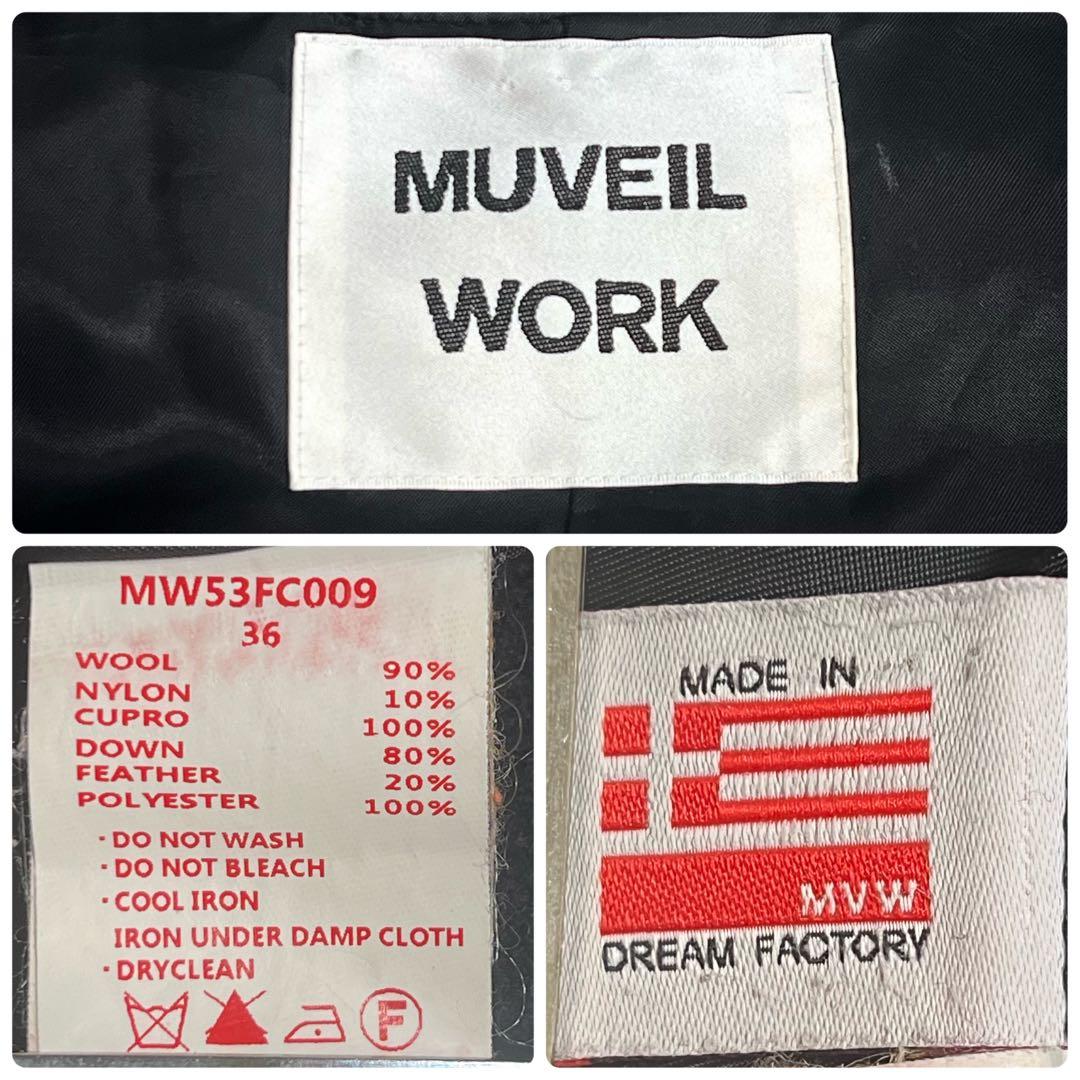 MUVEIL
WORK
MW53FC009
36
WOOL 90%
NYLON 10%
CUPRO 100%
DOWN 80%
FEATHER 20%
POLYESTER 100%
·DO NOT WASH
·DO NOT BLEACH
·COOL IRON
IRON UNDER DAMP CLOTH
·DRYCLEAN
F
MADE IN
MVW
DREAM FACTORY